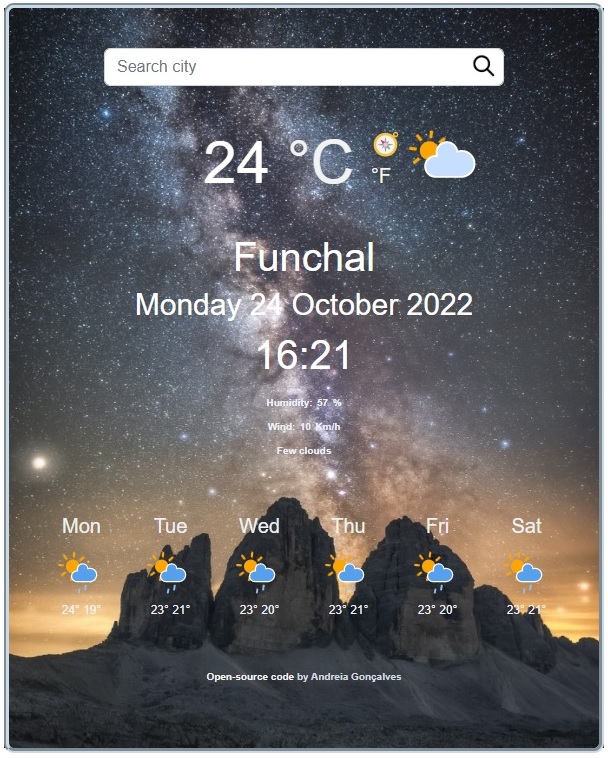 Search city
24 °C
°F
Funchal
Monday 24 October 2022
16:21
Humidity: 57 %
Wind: 10 Km/h
Few clouds
Mon Tue Wed Thu Fri Sat
24° 19° 23° 21° 23° 20° 23° 21° 23° 20° 23° 21°
Open-source code by Andreia Gonçalves